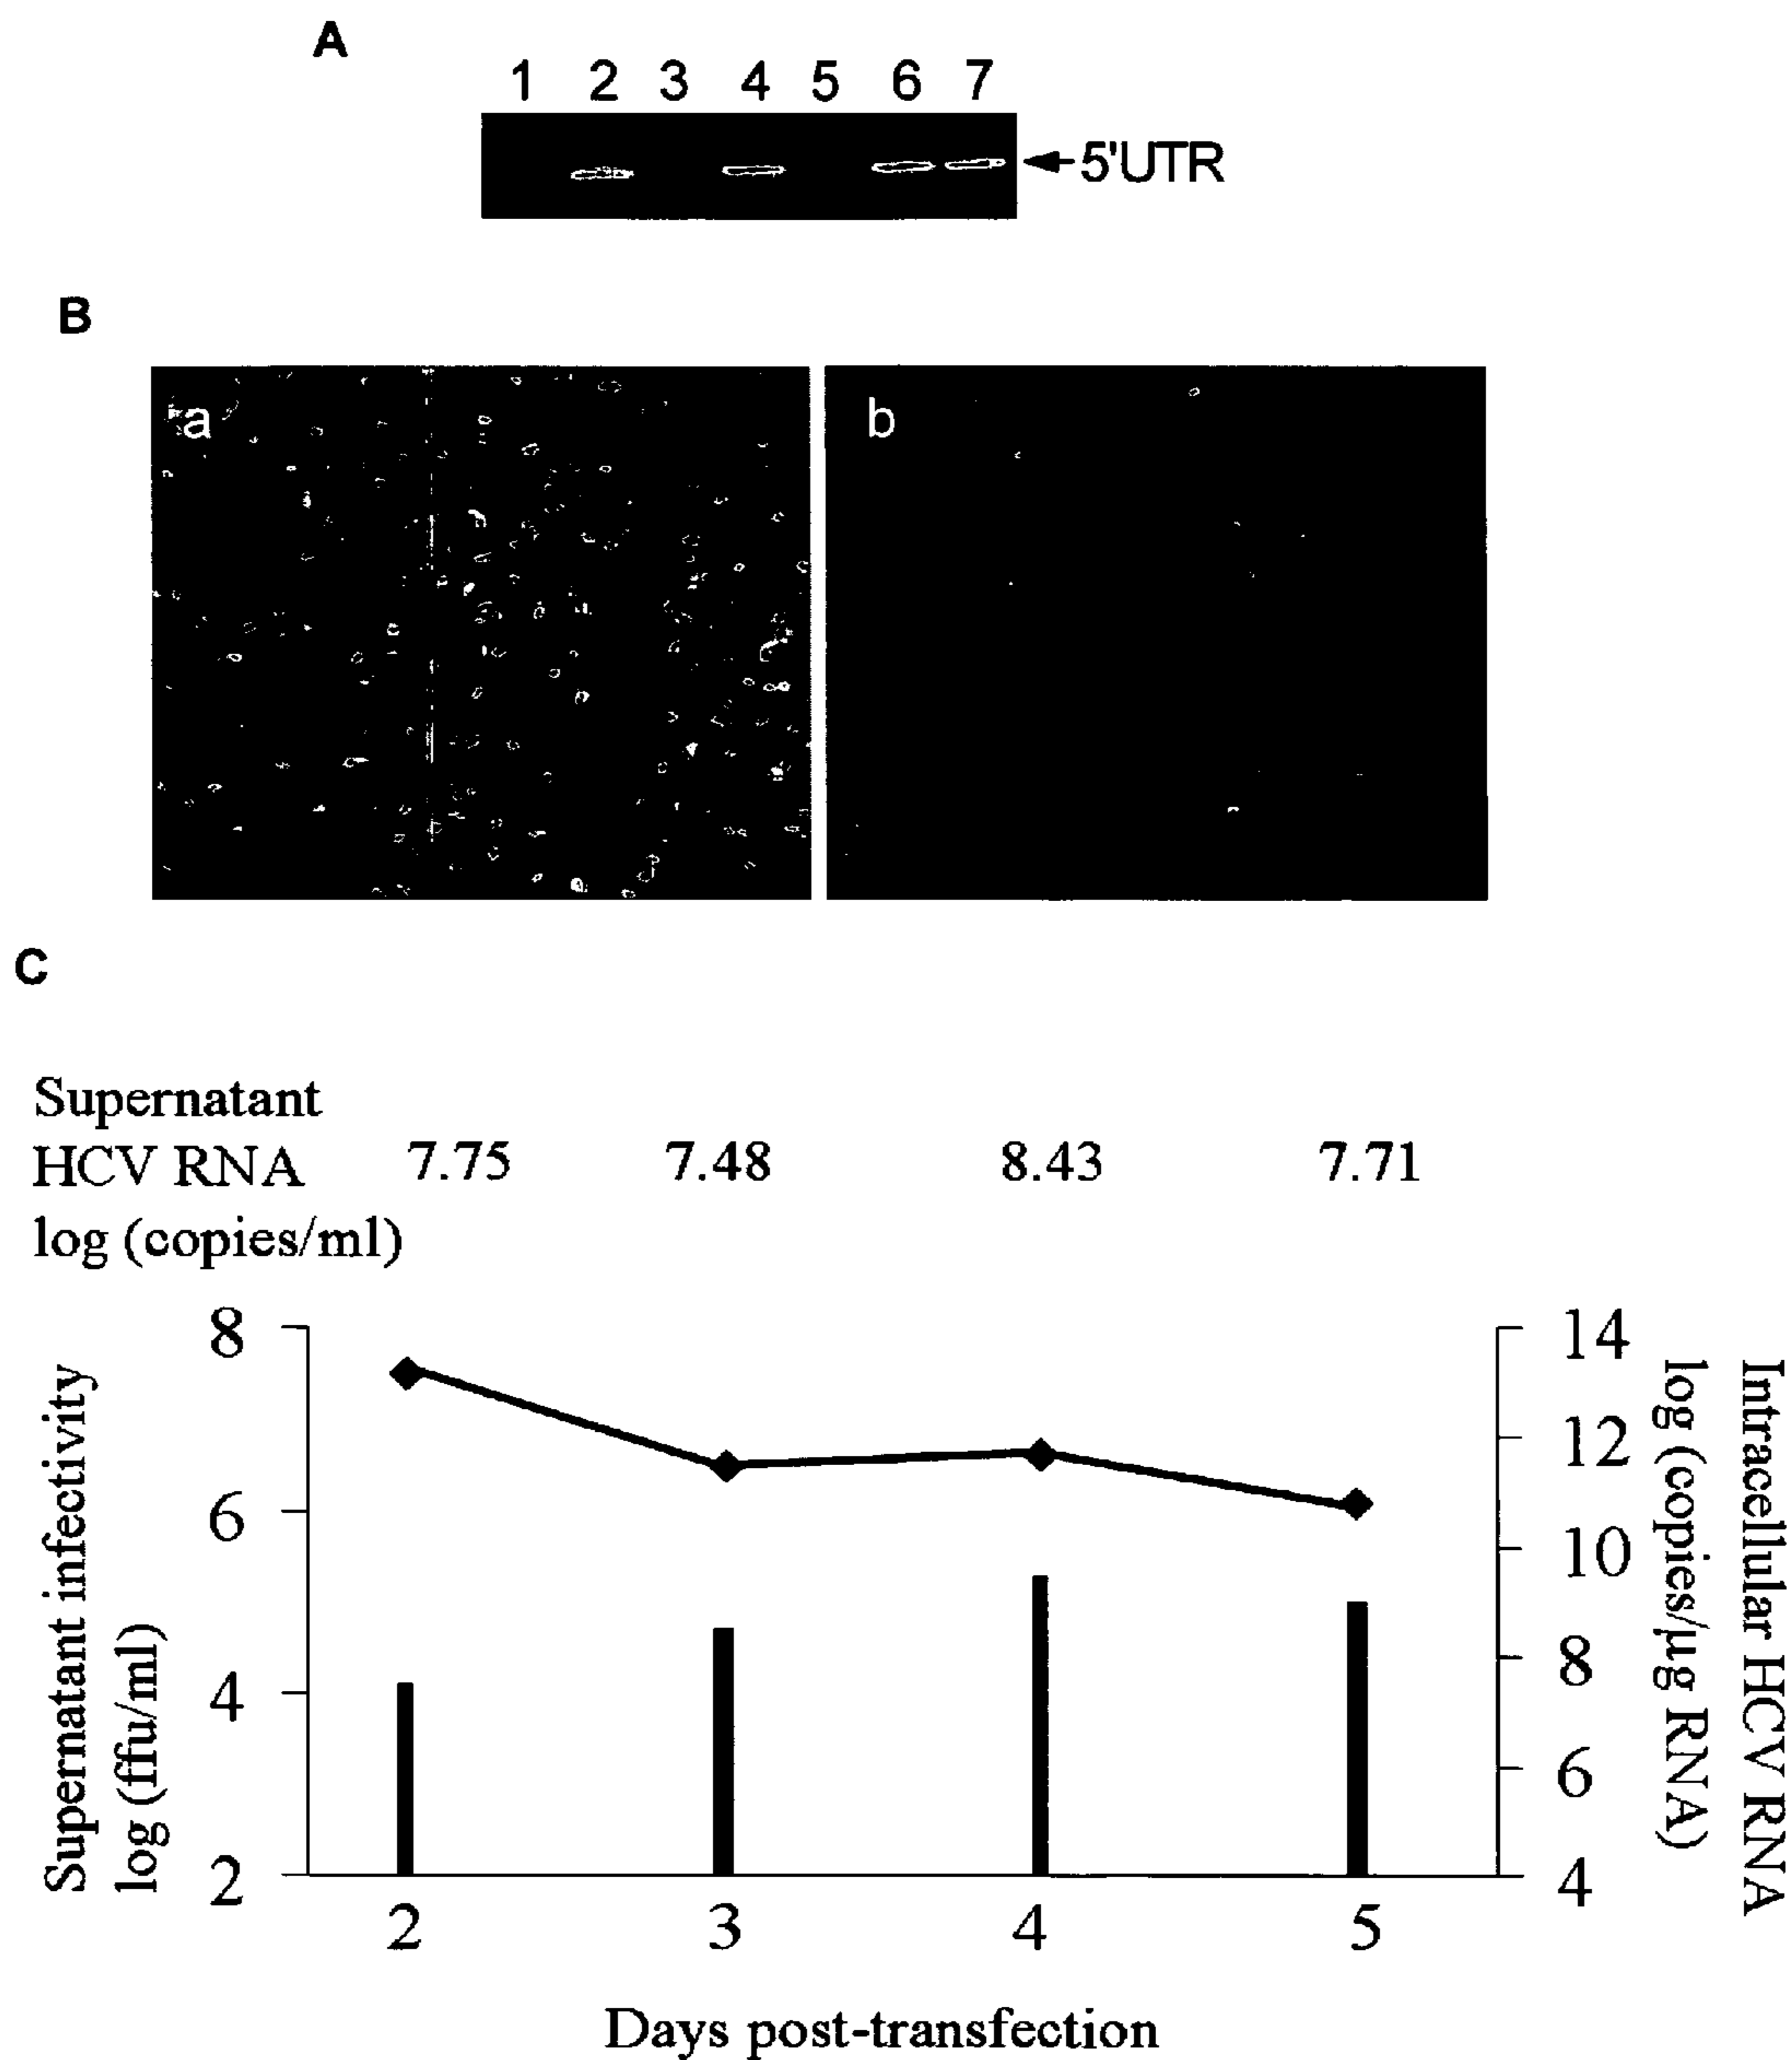 A
1 2 3 4 5 6 7
5'UTR
B
a
b
C
Supernatant
HCV RNA 7.75 7.48 8.43 7.71
log (copies/ml)
Supernatant infectivity
log (ffu/ml)
8
6
4
2
14
12
10
8
6
4
Intracellular HCV RNA
log (copies/µg RNA)
2 3 4 5
Days post-transfection